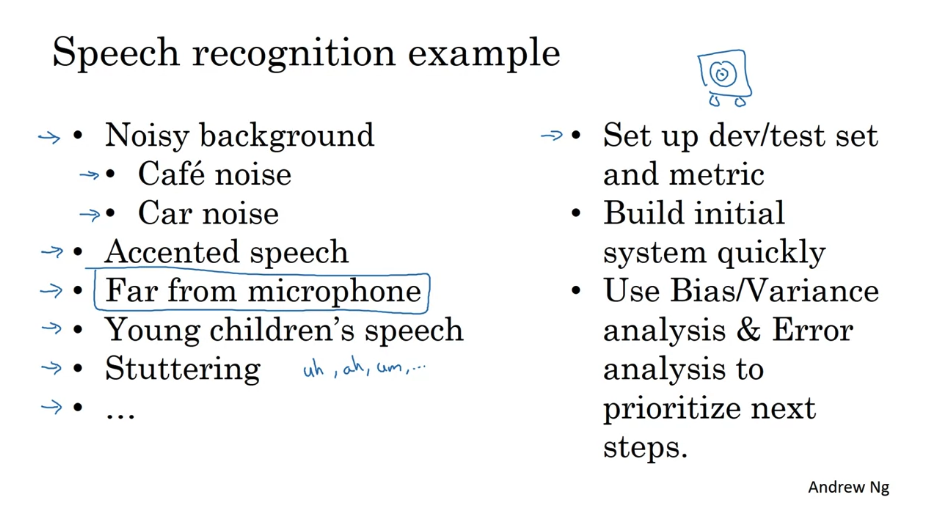 Speech recognition example
• Noisy background
• Café noise
• Car noise
• Accented speech
• Far from microphone
• Young children's speech
• Stuttering uh, ah, um, ...
• ...
• Set up dev/test set
and metric
• Build initial
system quickly
• Use Bias/Variance
analysis & Error
analysis to
prioritize next
steps.
Andrew Ng